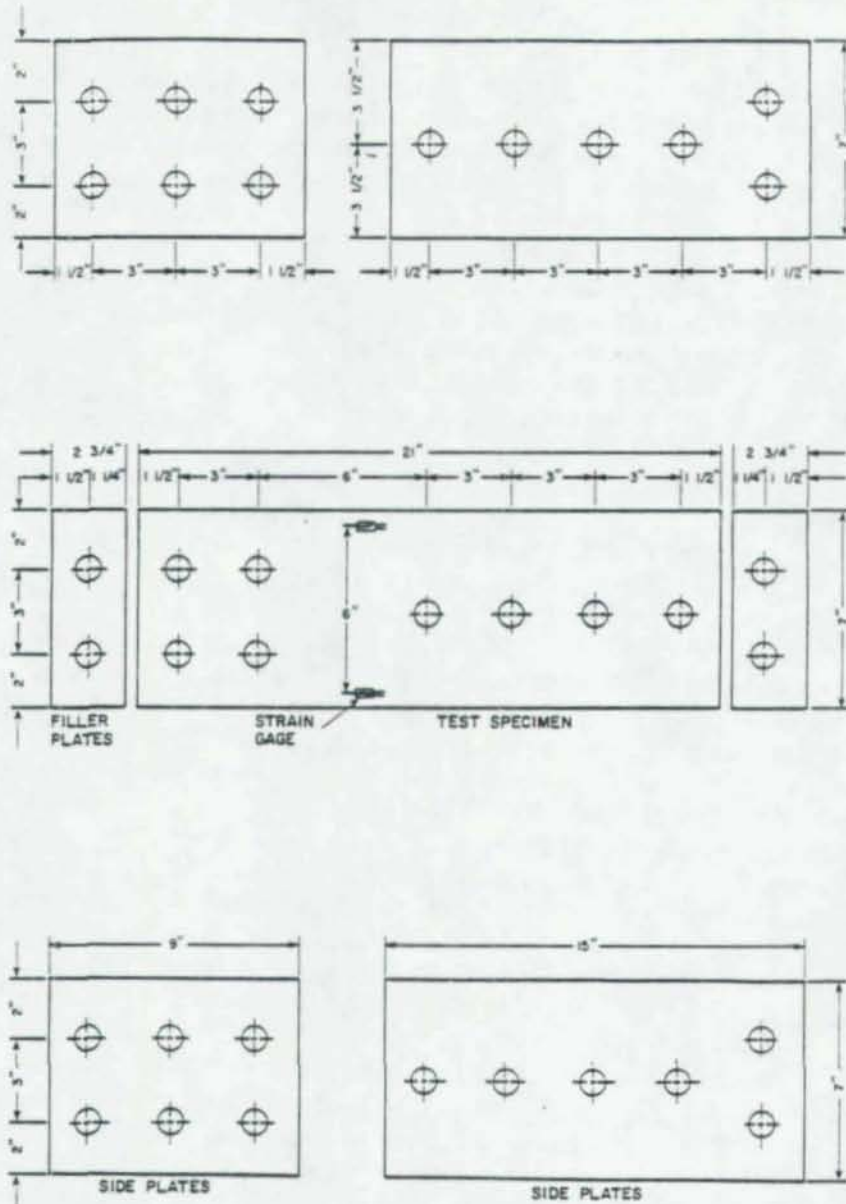 2"
3"
2"
1 1/2" 3" 3" 1 1/2"
3 1/2"
3 1/2"
7"
1 1/2" 3" 3" 3" 3" 1 1/2"
2 3/4" 21" 2 3/4"
1 1/2" 1 1/4" 1 1/2" 3" 6" 3" 3" 3" 1 1/2" 1 1/4" 1 1/2"
2"
3"
2"
6"
7"
FILLER
PLATES
STRAIN
GAGE
TEST SPECIMEN
9" 15"
2"
3"
2"
7"
SIDE PLATES
SIDE PLATES